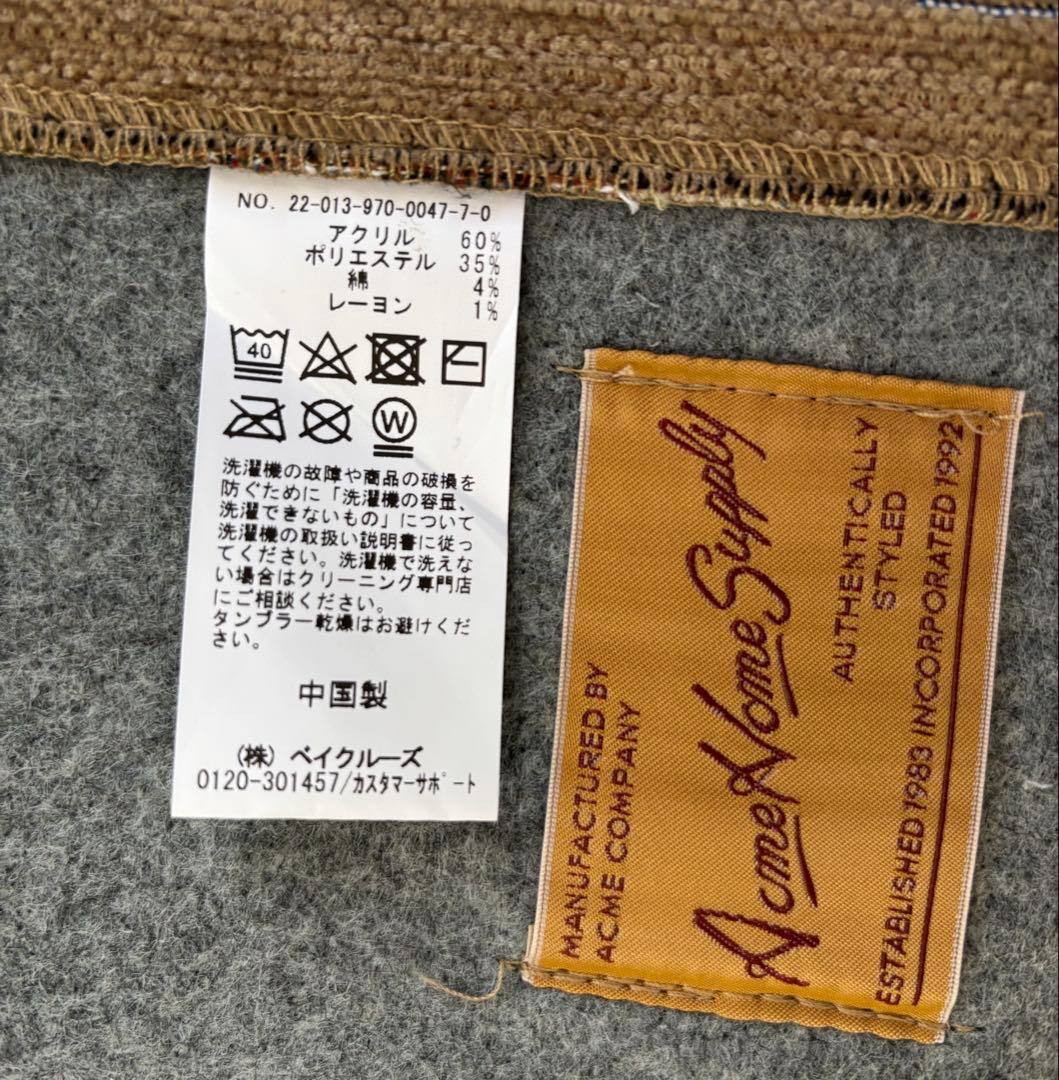 NO. 22-013-970-0047-7-0
アクリル 60%
ポリエステル 35%
綿 4%
レーヨン 1%
40
W
洗濯機の故障や商品の破損を
防ぐために「洗濯機の容量、
洗濯できないもの」について
洗濯機の取扱い説明書に従っ
てください。洗濯機で洗えな
い場合はクリーニング専門店
にご相談ください。
タンブラー乾燥はお避けくだ
さい。
中国製
(株) ベイクルーズ
0120-301457/カスタマーサポート
MANUFACTURED BY
ACME COMPANY
Acme Home Supply
AUTHENTICALLY
STYLED
ESTABLISHED 1983 INCORPORATED 1992